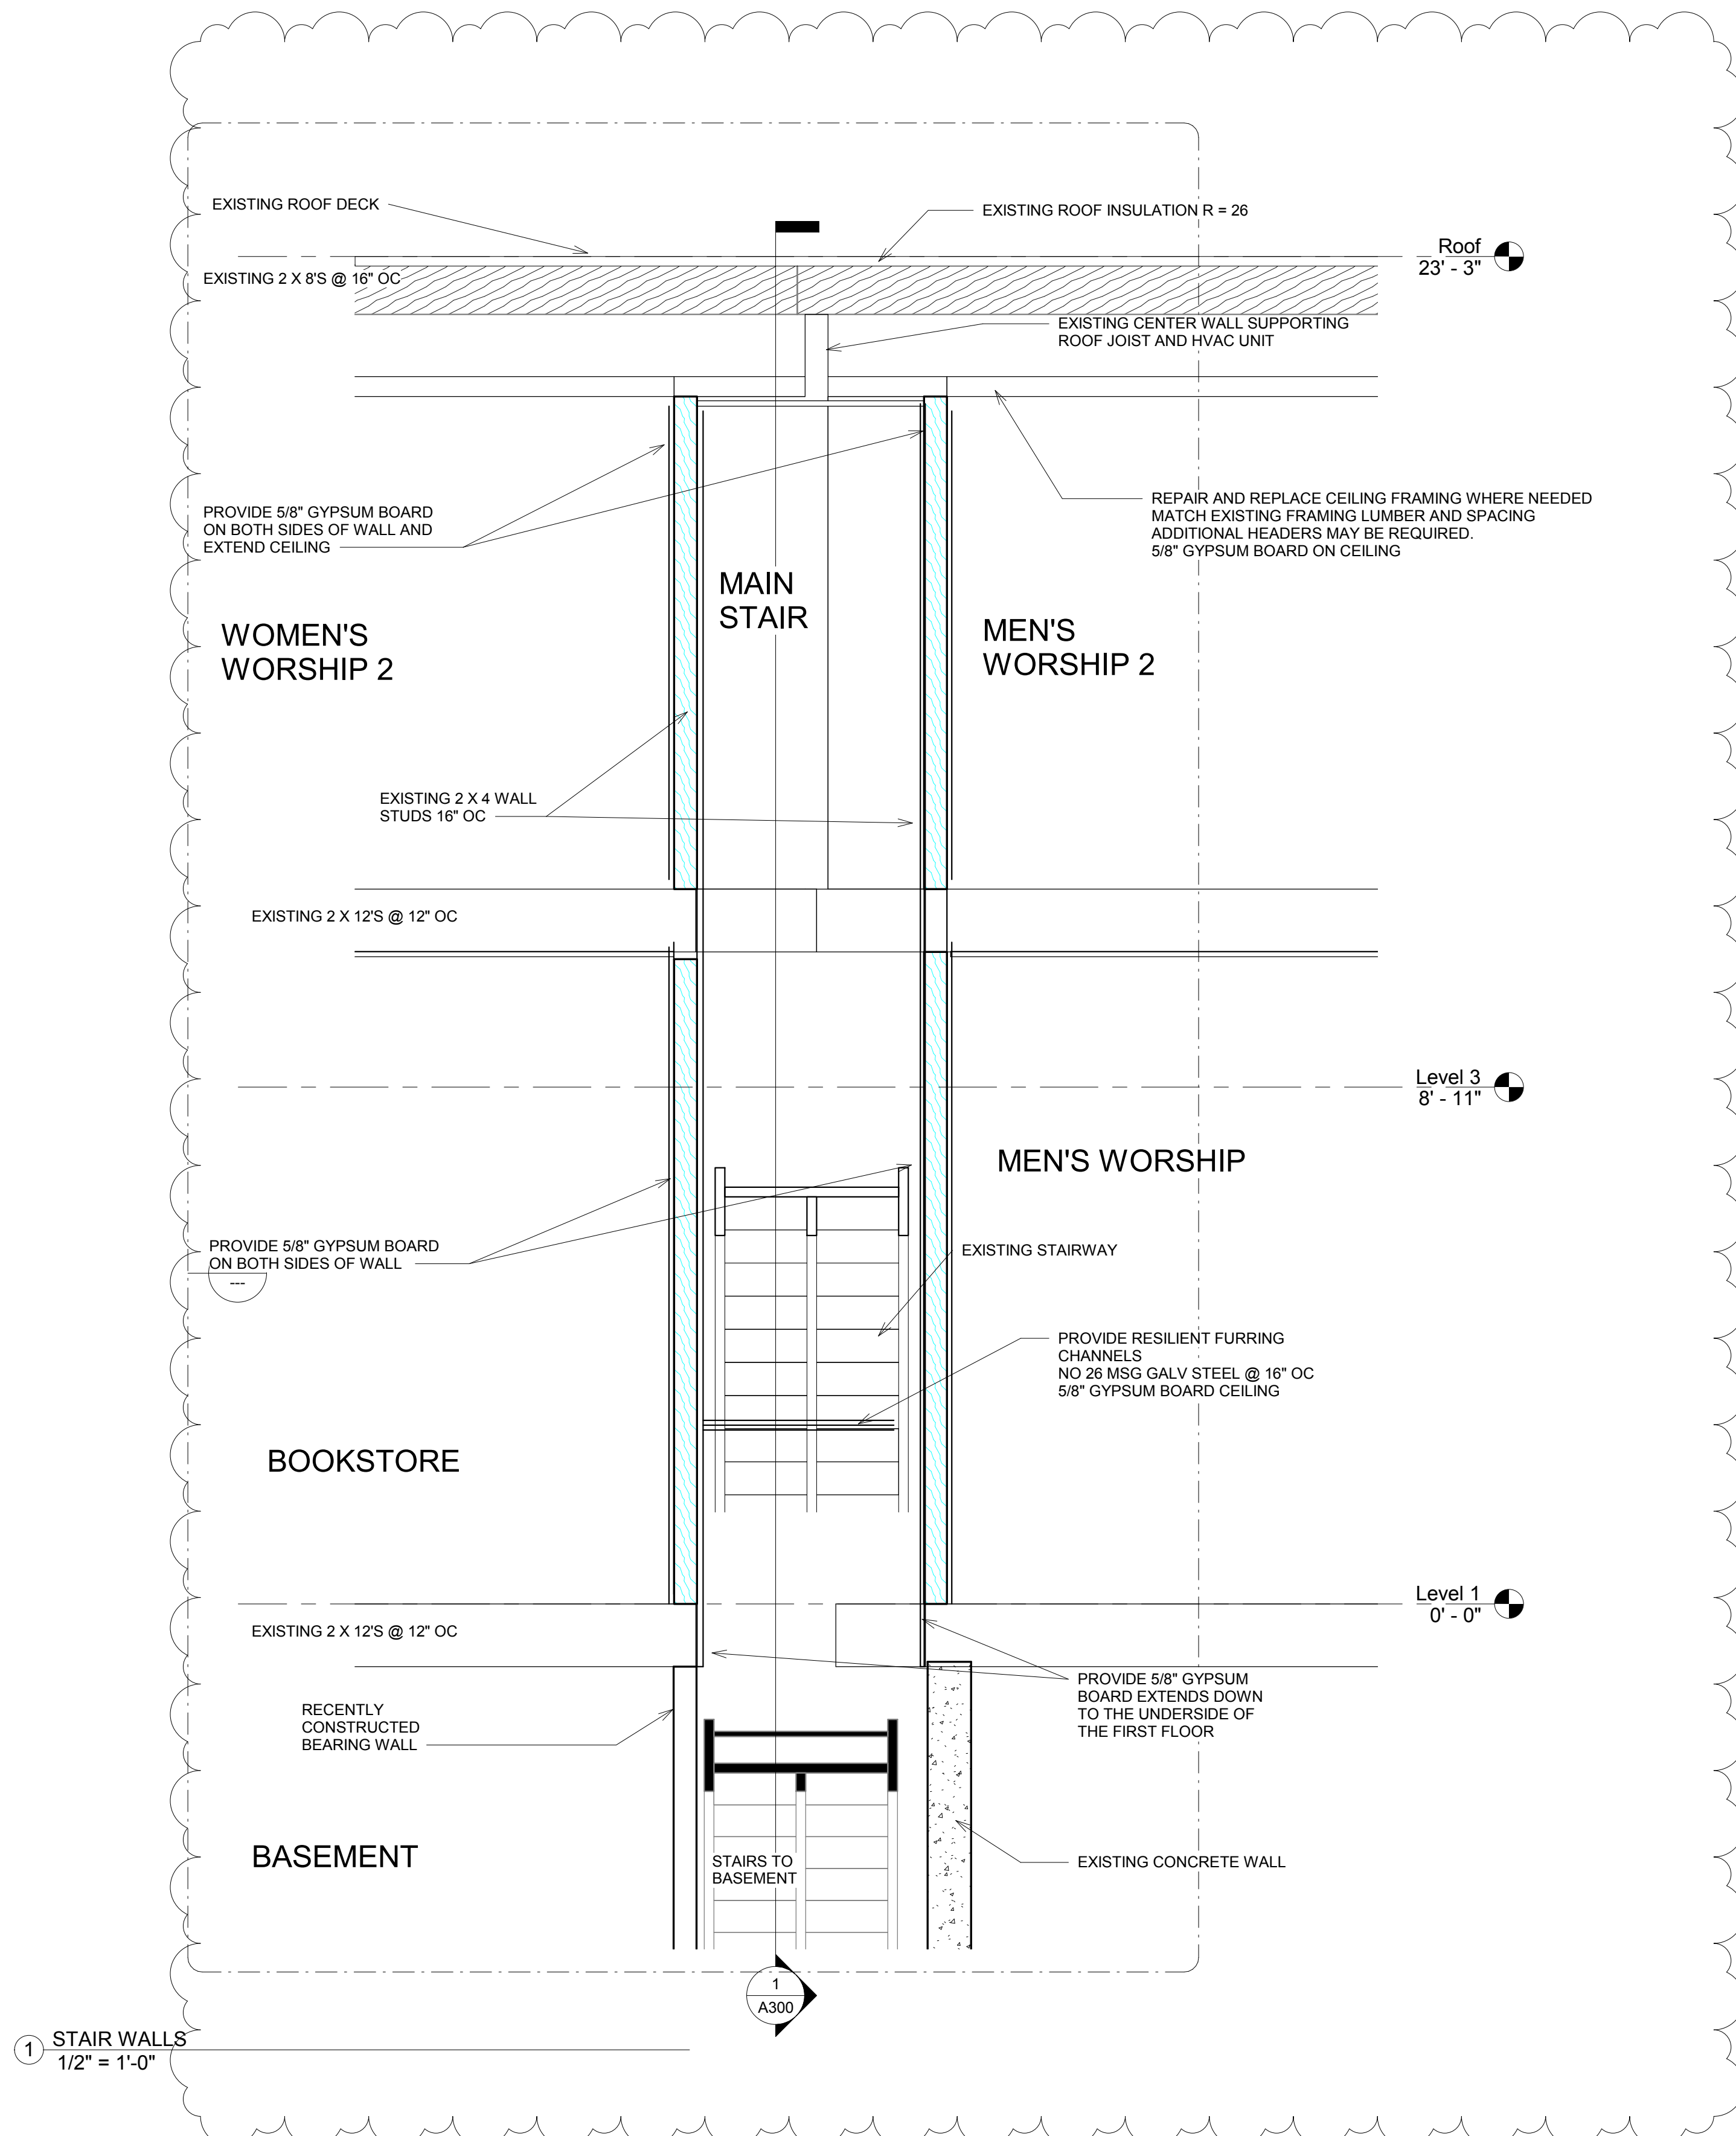 EXISTING ROOF DECK
EXISTING ROOF INSULATION R = 26
Roof
23' - 3"
EXISTING 2 X 8'S @ 16" OC
EXISTING CENTER WALL SUPPORTING
ROOF JOIST AND HVAC UNIT
PROVIDE 5/8" GYPSUM BOARD
ON BOTH SIDES OF WALL AND
EXTEND CEILING
REPAIR AND REPLACE CEILING FRAMING WHERE NEEDED
MATCH EXISTING FRAMING LUMBER AND SPACING
ADDITIONAL HEADERS MAY BE REQUIRED.
5/8" GYPSUM BOARD ON CEILING
MAIN
STAIR
WOMEN'S
WORSHIP 2
MEN'S
WORSHIP 2
EXISTING 2 X 4 WALL
STUDS 16" OC
EXISTING 2 X 12'S @ 12" OC
Level 3
8' - 11"
MEN'S WORSHIP
PROVIDE 5/8" GYPSUM BOARD
ON BOTH SIDES OF WALL
---
EXISTING STAIRWAY
PROVIDE RESILIENT FURRING
CHANNELS
NO 26 MSG GALV STEEL @ 16" OC
5/8" GYPSUM BOARD CEILING
BOOKSTORE
Level 1
0' - 0"
EXISTING 2 X 12'S @ 12" OC
PROVIDE 5/8" GYPSUM
BOARD EXTENDS DOWN
TO THE UNDERSIDE OF
THE FIRST FLOOR
RECENTLY
CONSTRUCTED
BEARING WALL
BASEMENT
STAIRS TO
BASEMENT
EXISTING CONCRETE WALL
1
A300
1 STAIR WALLS
1/2" = 1'-0"